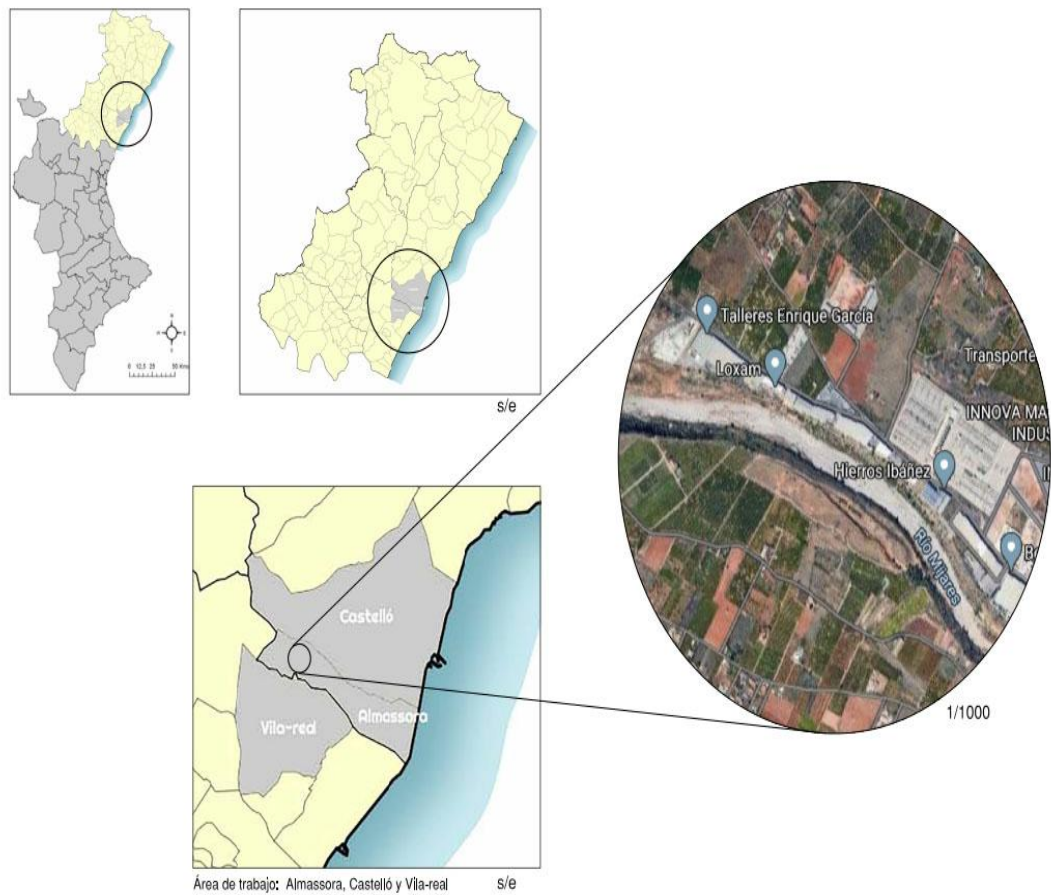 0 12,5 25 50 Kms
s/e
Talleres Enrique García
Loxam
Transporte
INNOVA MA
INDUS
Hierros Ibáñez
Río Mijares
1/1000
Castelló
Almassora
Vila-real
Área de trabajo: Almassora, Castelló y Vila-real
s/e